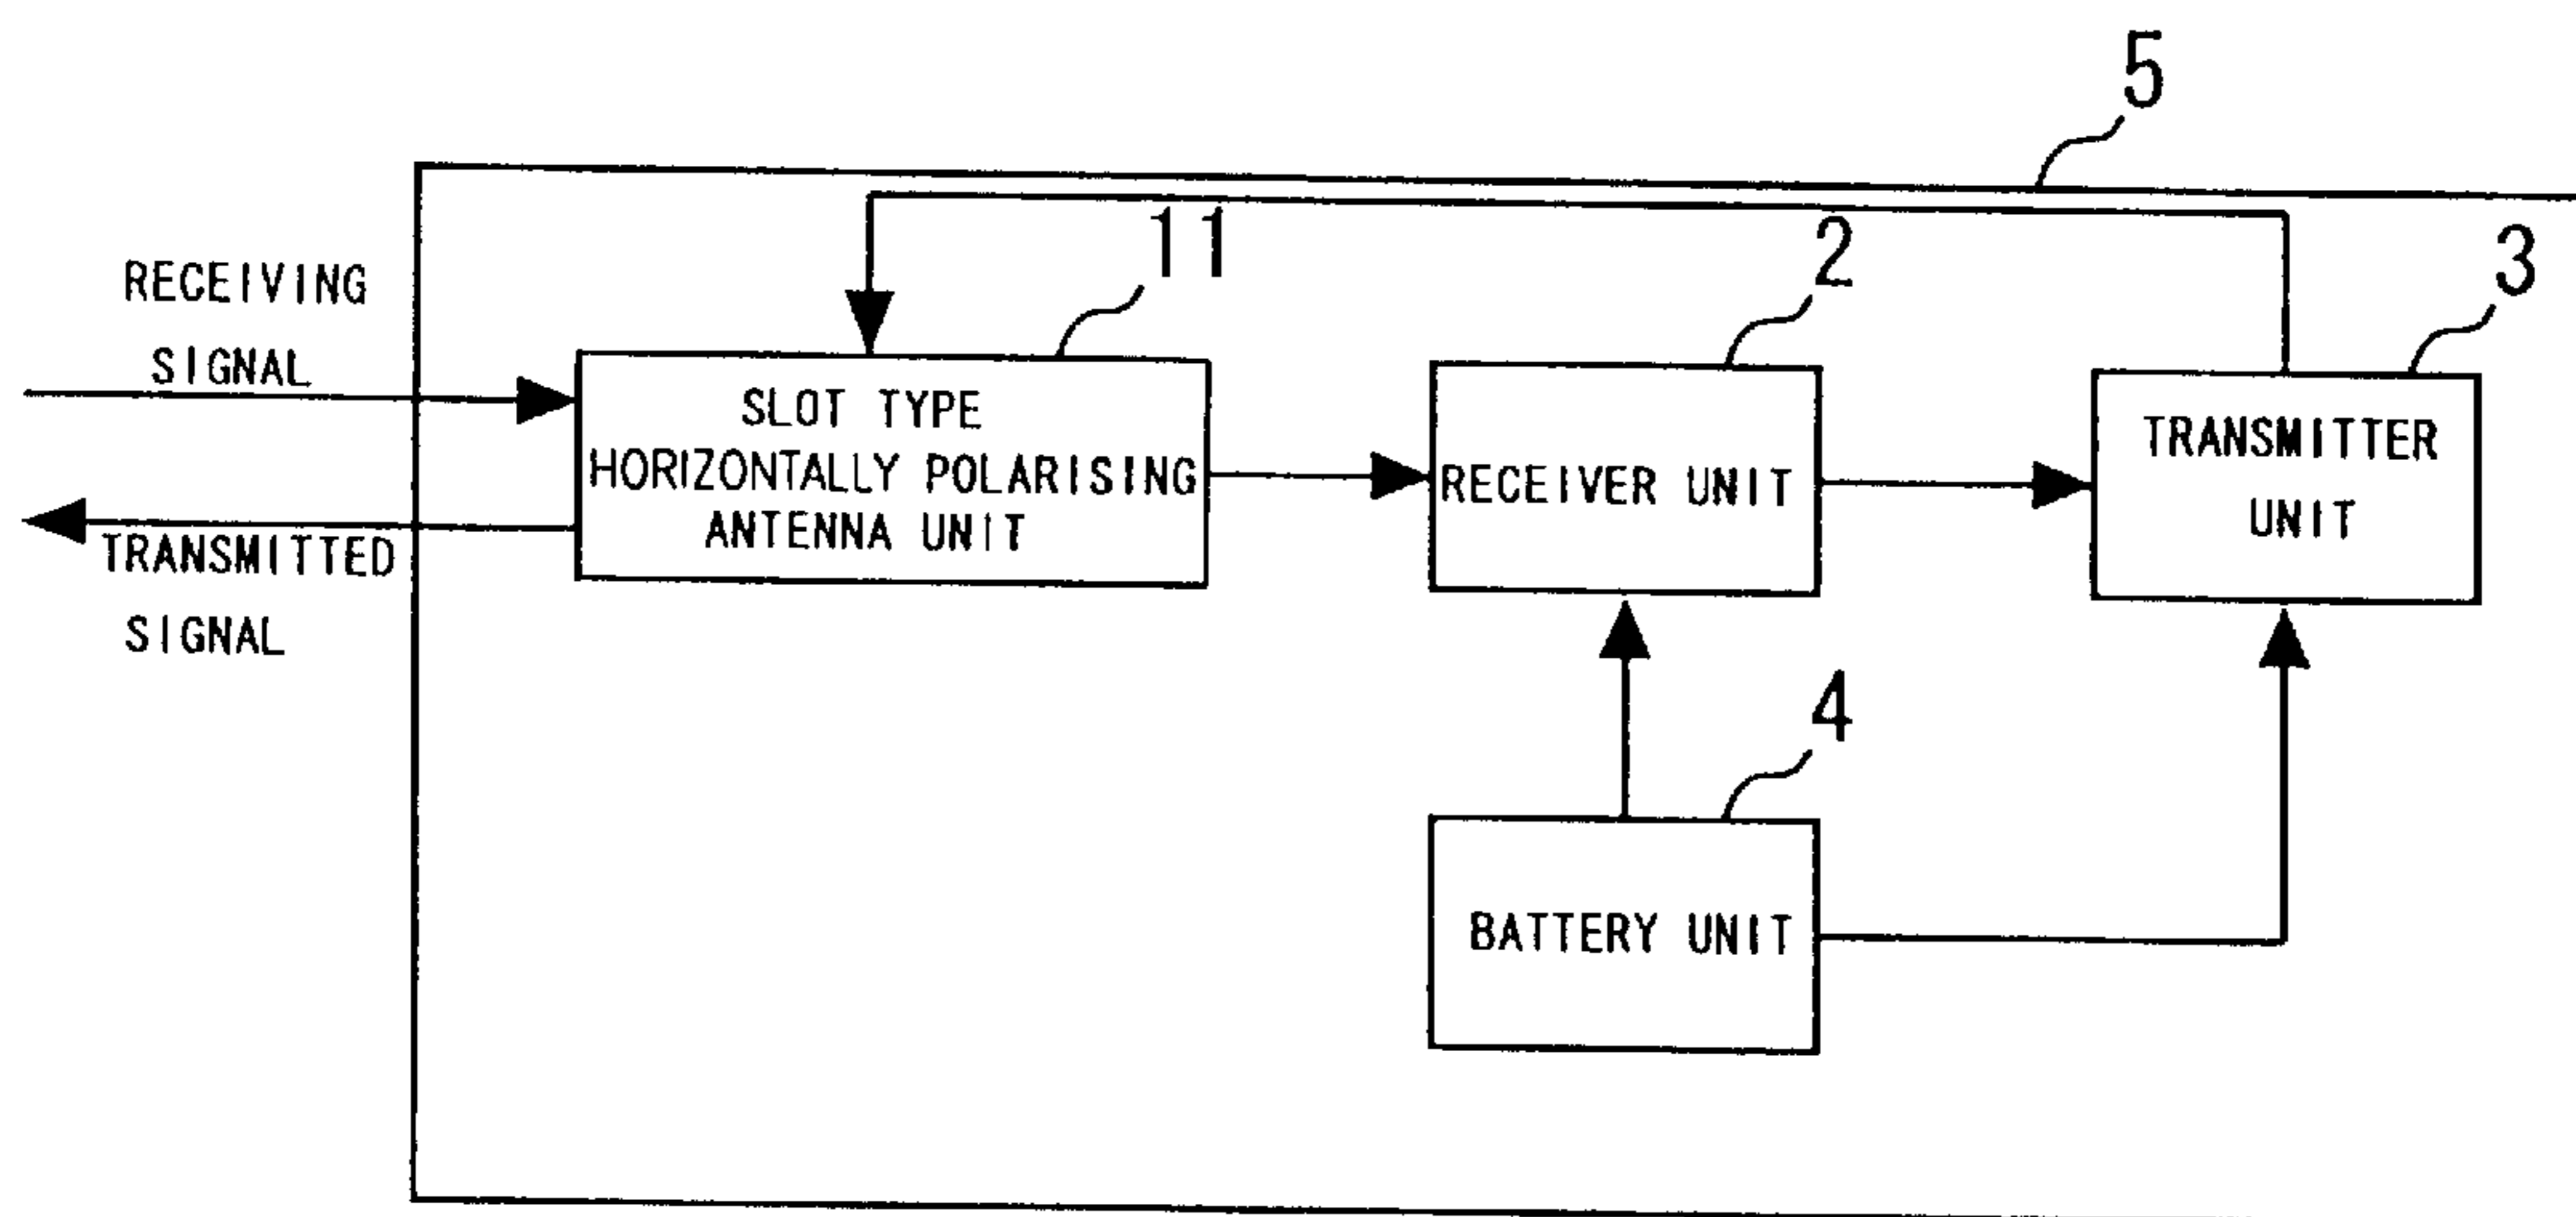 5
11
2
3
RECEIVING
SIGNAL
SLOT TYPE
HORIZONTALLY POLARISING
ANTENNA UNIT
RECEIVER UNIT
TRANSMITTER
UNIT
TRANSMITTED
SIGNAL
4
BATTERY UNIT